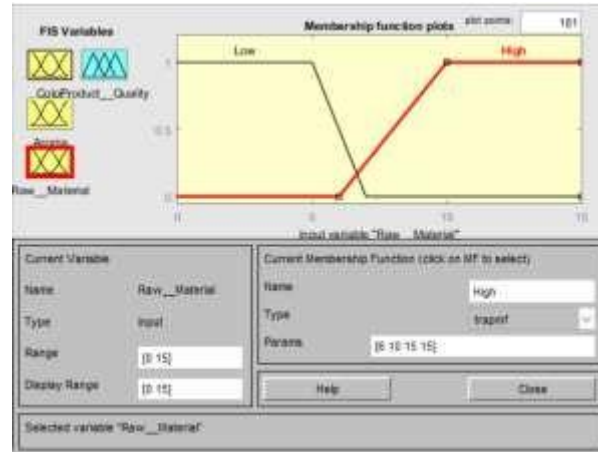 FIS Variables
Membership function plots
plot points:
181
Low
High
1
0.5
0
Product__Quality
Aroma
Raw__Material
0
5
10
15
input variable "Raw__Material"
Current Variable
Name
Raw__Material
Type
input
Range
[0 15]
Display Range
[0 15]
Current Membership Function (click on MF to select)
Name
High
Type
trapmf
Params
[6 10 15 15]
Help
Close
Selected variable "Raw__Material"